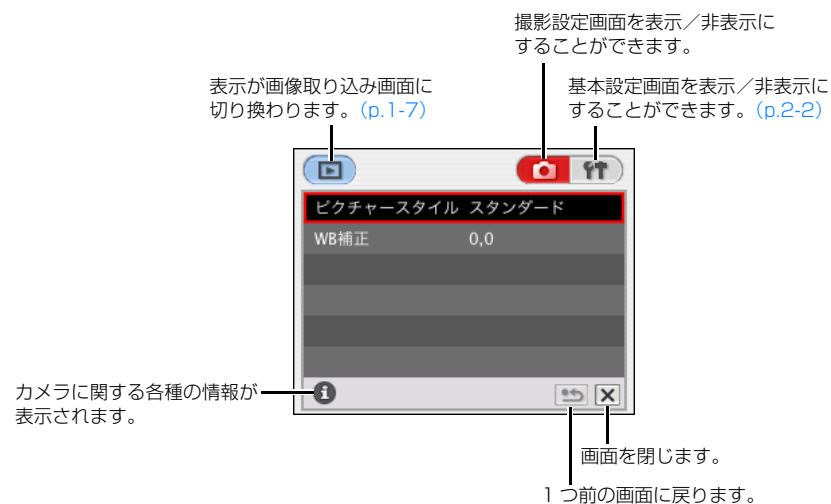 撮影設定画面を表示／非表示に
することができます。
表示が画像取り込み画面に
切り換わります。(p.1-7)
基本設定画面を表示／非表示に
することができます。(p.2-2)
ピクチャースタイル スタンダード
WB補正 0,0
カメラに関する各種の情報が
表示されます。
画面を閉じます。
1 つ前の画面に戻ります。